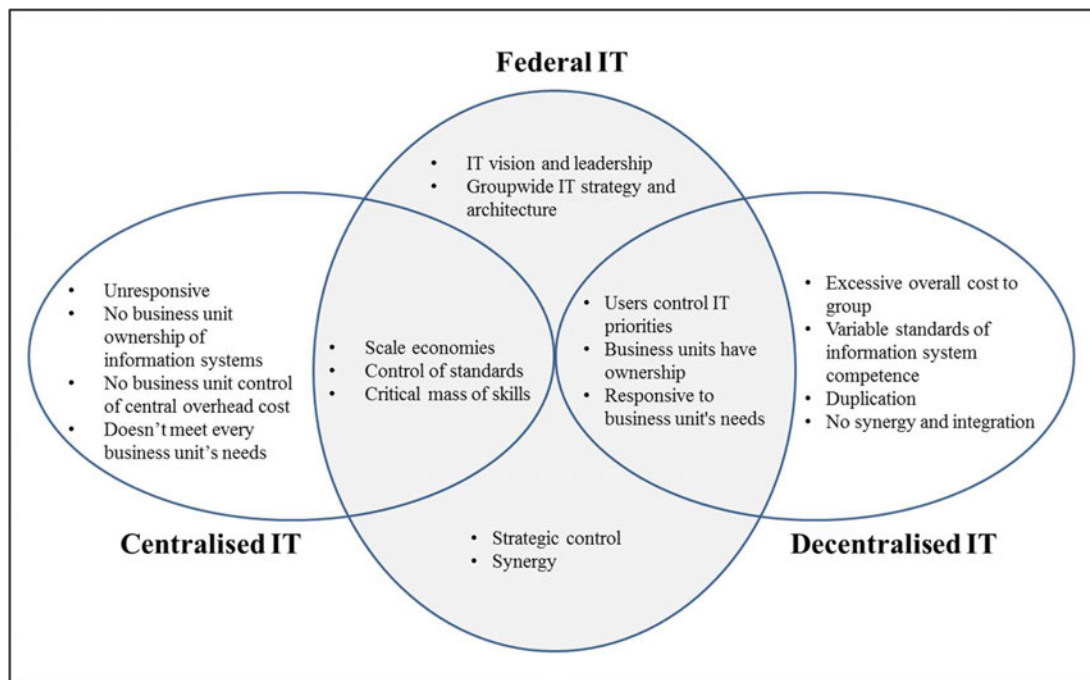 Federal IT
• IT vision and leadership
• Groupwide IT strategy and
architecture
• Unresponsive
• No business unit
ownership of
information systems
• No business unit control
of central overhead cost
• Doesn’t meet every
business unit’s needs
• Scale economies
• Control of standards
• Critical mass of skills
• Users control IT
priorities
• Business units have
ownership
• Responsive to
business unit's needs
• Excessive overall cost to
group
• Variable standards of
information system
competence
• Duplication
• No synergy and integration
Centralised IT
• Strategic control
• Synergy
Decentralised IT